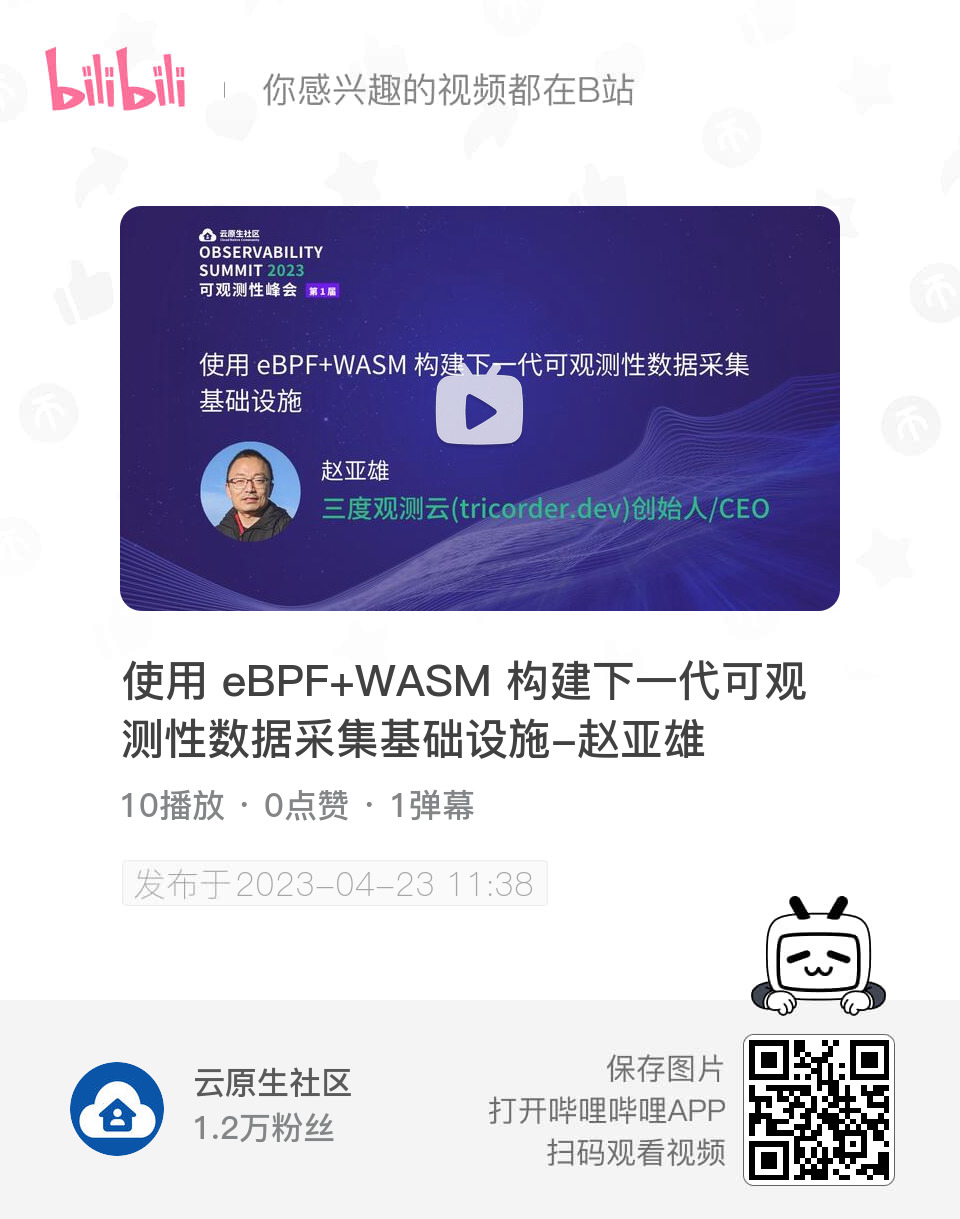 bilibili
你感兴趣的视频都在B站
云原生社区
Cloud Native Community
OBSERVABILITY
SUMMIT 2023
可观测性峰会 第1届
使用 eBPF+WASM 构建下一代可观测性数据采集
基础设施
赵亚雄
三度观测云(tricorder.dev)创始人/CEO
使用 eBPF+WASM 构建下一代可观
测性数据采集基础设施-赵亚雄
10播放 · 0点赞 · 1弹幕
发布于2023-04-23 11:38
云原生社区
1.2万粉丝
保存图片
打开哔哩哔哩APP
扫码观看视频